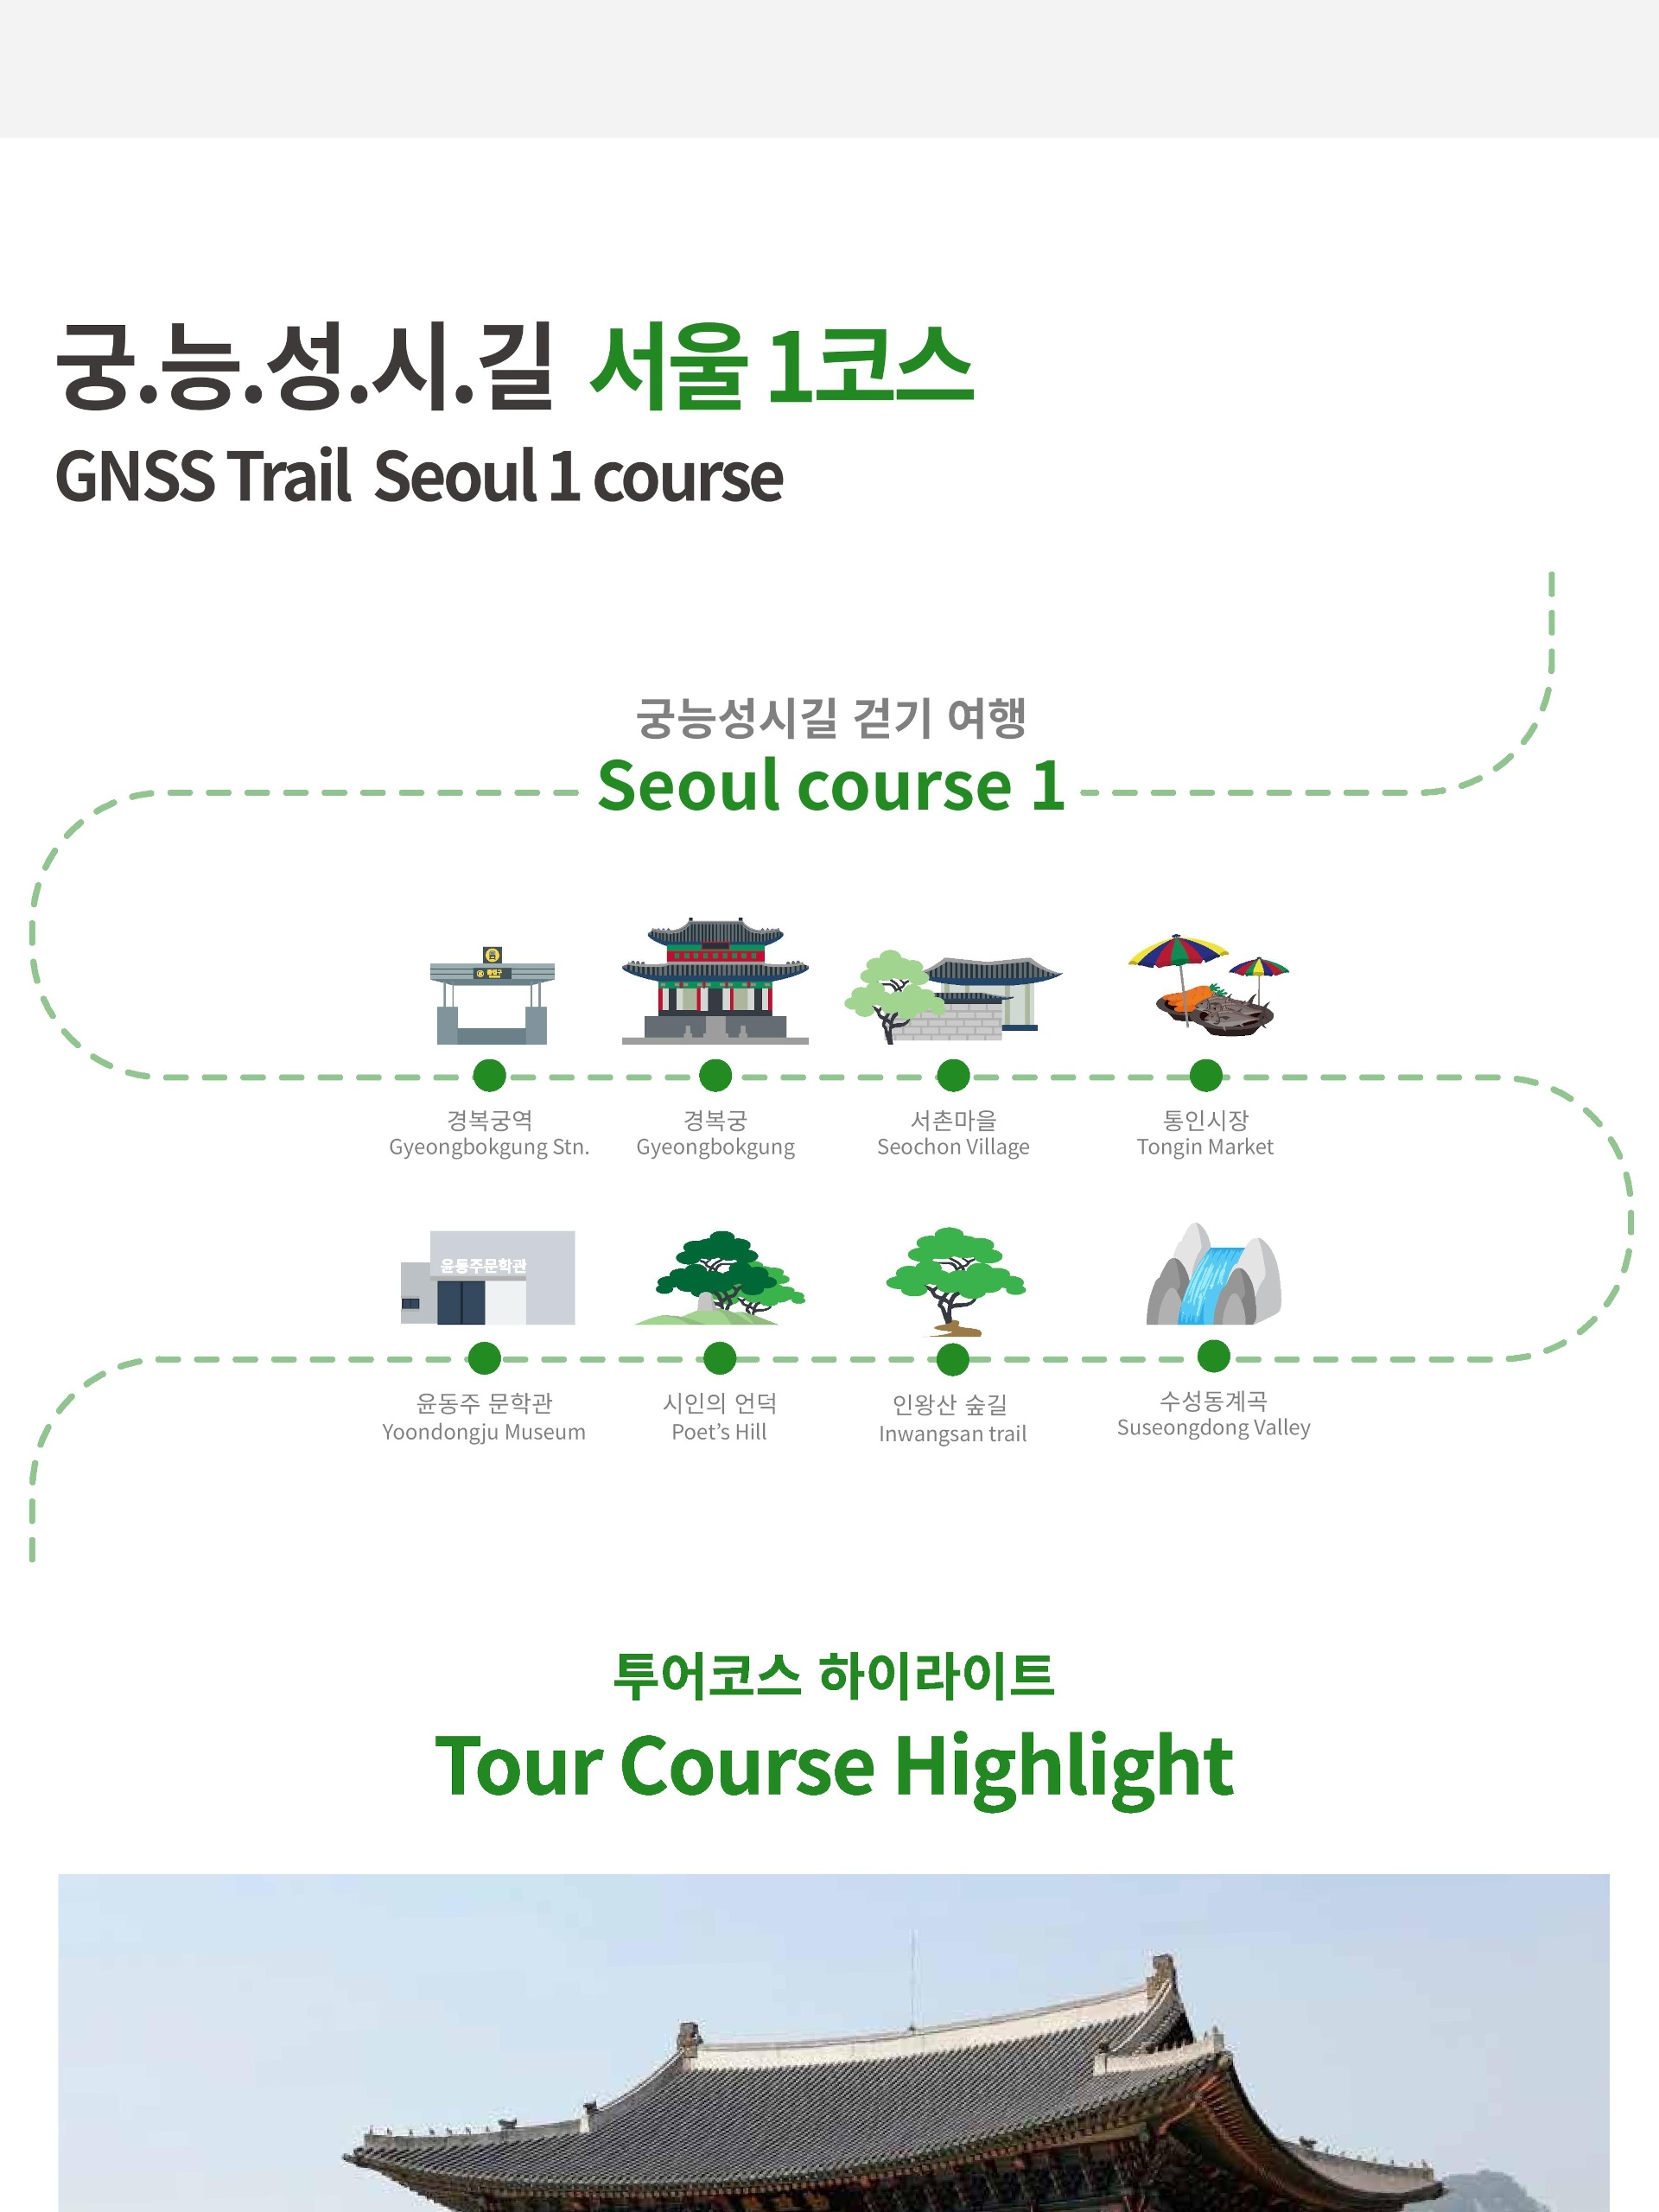 궁.능.성.시.길 서울 1코스
GNSS Trail Seoul 1 course
궁능성시길 걷기 여행
Seoul course 1
경복궁역
Gyeongbokgung Stn.
경복궁
Gyeongbokgung
서촌마을
Seochon Village
통인시장
Tongin Market
윤동주문학관
윤동주 문학관
Yoondongju Museum
시인의 언덕
Poet's Hill
인왕산 숲길
Inwangsan trail
수성동계곡
Suseongdong Valley
투어코스 하이라이트
Tour Course Highlight